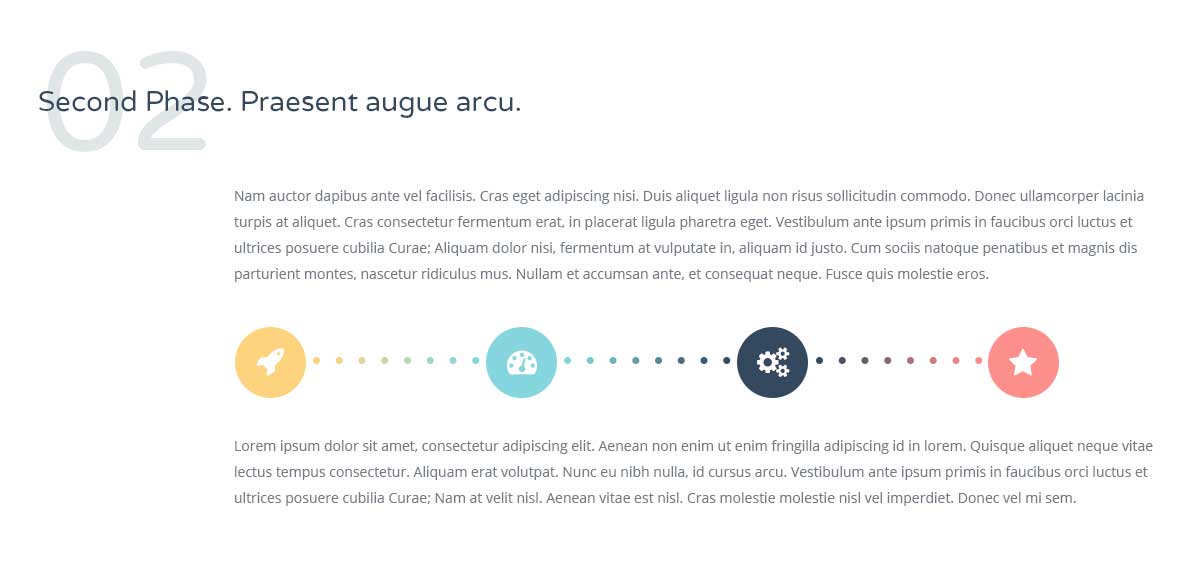 02
Second Phase. Praesent augue arcu.
Nam auctor dapibus ante vel facilisis. Cras eget adipiscing nisi. Duis aliquet ligula non risus sollicitudin commodo. Donec ullamcorper lacinia
turpis at aliquet. Cras consectetur fermentum erat, in placerat ligula pharetra eget. Vestibulum ante ipsum primis in faucibus orci luctus et
ultrices posuere cubilia Curae; Aliquam dolor nisi, fermentum at vulputate in, aliquam id justo. Cum sociis natoque penatibus et magnis dis
parturient montes, nascetur ridiculus mus. Nullam et accumsan ante, et consequat neque. Fusce quis molestie eros.
Lorem ipsum dolor sit amet, consectetur adipiscing elit. Aenean non enim ut enim fringilla adipiscing id in lorem. Quisque aliquet neque vitae
lectus tempus consectetur. Aliquam erat volutpat. Nunc eu nibh nulla, id cursus arcu. Vestibulum ante ipsum primis in faucibus orci luctus et
ultrices posuere cubilia Curae; Nam at velit nisl. Aenean vitae est nisl. Cras molestie molestie nisl vel imperdiet. Donec vel mi sem.